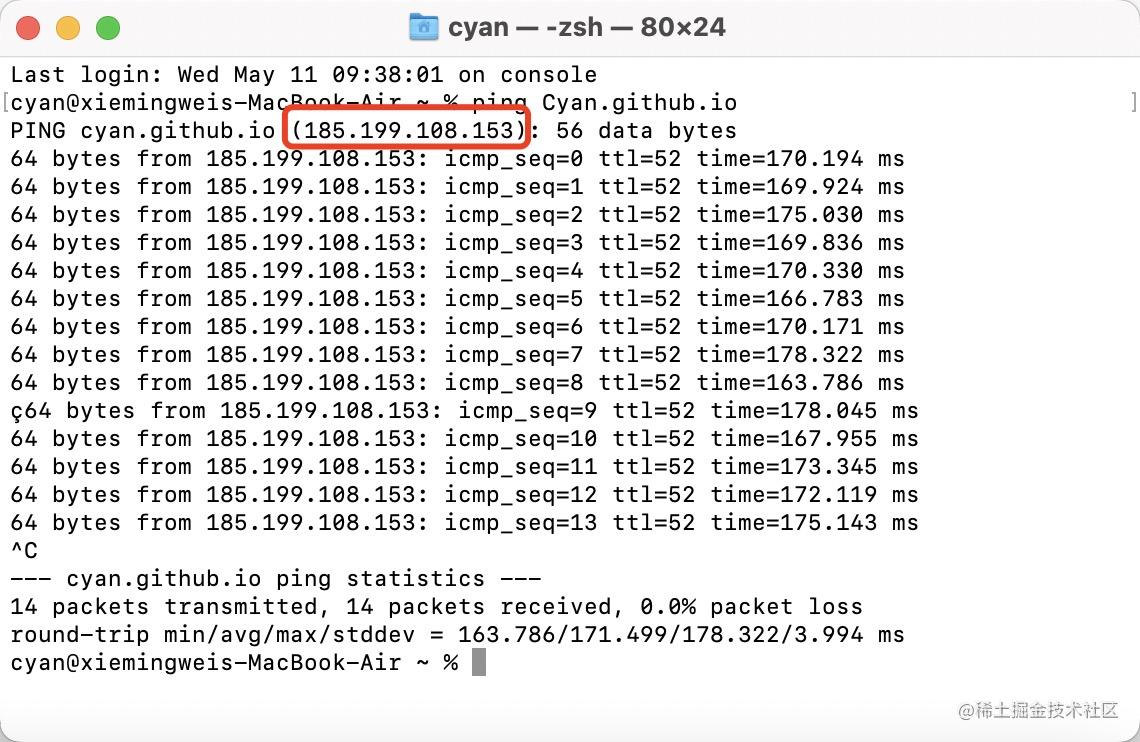 cyan — -zsh — 80×24
Last login: Wed May 11 09:38:01 on console
[cyan@xiemingweis-MacBook-Air ~ % ping Cyan.github.io ]
PING cyan.github.io (185.199.108.153): 56 data bytes
64 bytes from 185.199.108.153: icmp_seq=0 ttl=52 time=170.194 ms
64 bytes from 185.199.108.153: icmp_seq=1 ttl=52 time=169.924 ms
64 bytes from 185.199.108.153: icmp_seq=2 ttl=52 time=175.030 ms
64 bytes from 185.199.108.153: icmp_seq=3 ttl=52 time=169.836 ms
64 bytes from 185.199.108.153: icmp_seq=4 ttl=52 time=170.330 ms
64 bytes from 185.199.108.153: icmp_seq=5 ttl=52 time=166.783 ms
64 bytes from 185.199.108.153: icmp_seq=6 ttl=52 time=170.171 ms
64 bytes from 185.199.108.153: icmp_seq=7 ttl=52 time=178.322 ms
64 bytes from 185.199.108.153: icmp_seq=8 ttl=52 time=163.786 ms
ç64 bytes from 185.199.108.153: icmp_seq=9 ttl=52 time=178.045 ms
64 bytes from 185.199.108.153: icmp_seq=10 ttl=52 time=167.955 ms
64 bytes from 185.199.108.153: icmp_seq=11 ttl=52 time=173.345 ms
64 bytes from 185.199.108.153: icmp_seq=12 ttl=52 time=172.119 ms
64 bytes from 185.199.108.153: icmp_seq=13 ttl=52 time=175.143 ms
^C
--- cyan.github.io ping statistics ---
14 packets transmitted, 14 packets received, 0.0% packet loss
round-trip min/avg/max/stddev = 163.786/171.499/178.322/3.994 ms
cyan@xiemingweis-MacBook-Air ~ %
@稀土掘金技术社区